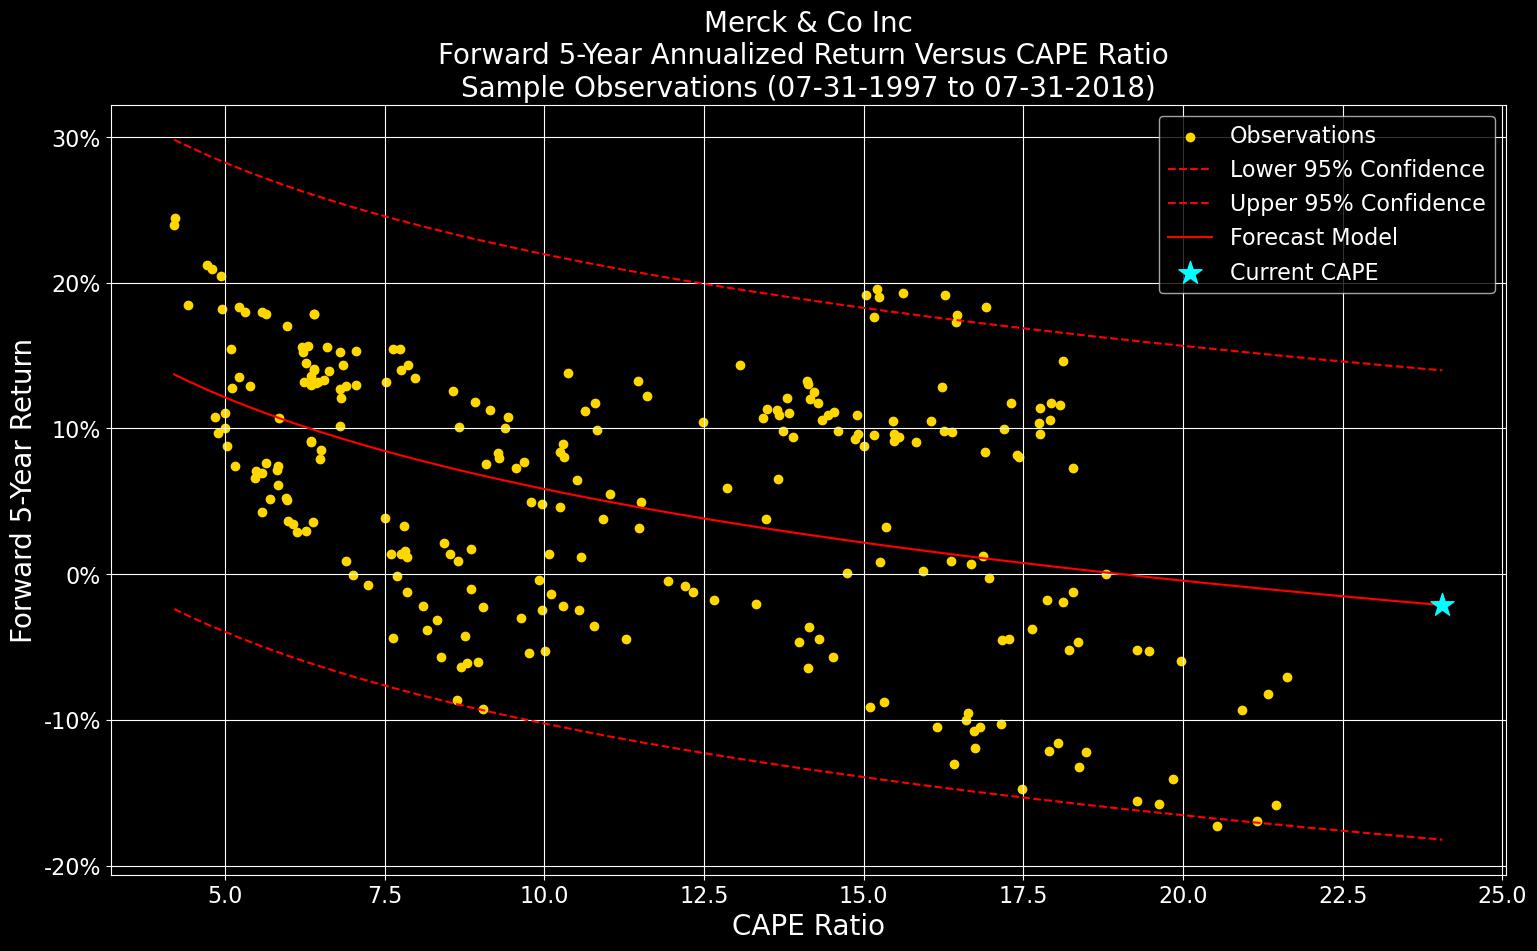 Merck & Co Inc
Forward 5-Year Annualized Return Versus CAPE Ratio
Sample Observations (07-31-1997 to 07-31-2018)
Observations
Lower 95% Confidence
Upper 95% Confidence
Forecast Model
Current CAPE
Forward 5-Year Return
30%
20%
10%
0%
-10%
-20%
5.0 7.5 10.0 12.5 15.0 17.5 20.0 22.5 25.0
CAPE Ratio